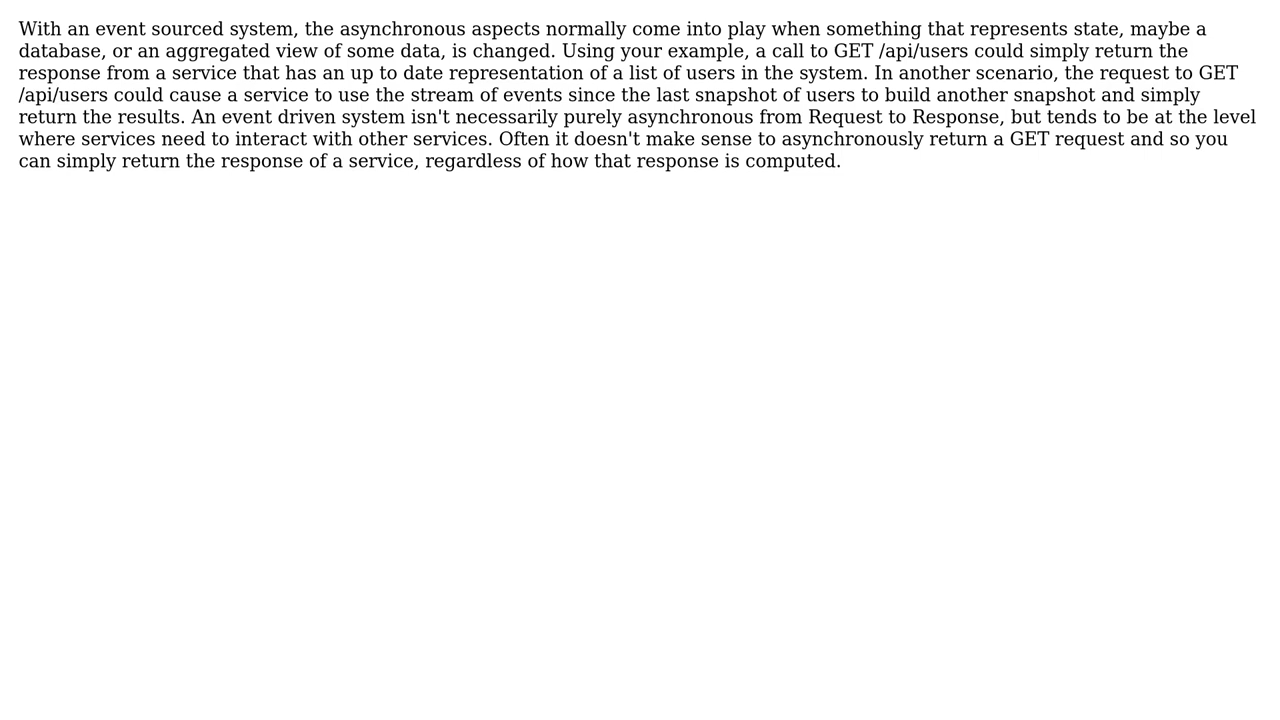 With an event sourced system, the asynchronous aspects normally come into play when something that represents state, maybe a
database, or an aggregated view of some data, is changed. Using your example, a call to GET /api/users could simply return the
response from a service that has an up to date representation of a list of users in the system. In another scenario, the request to GET
/api/users could cause a service to use the stream of events since the last snapshot of users to build another snapshot and simply
return the results. An event driven system isn't necessarily purely asynchronous from Request to Response, but tends to be at the level
where services need to interact with other services. Often it doesn't make sense to asynchronously return a GET request and so you
can simply return the response of a service, regardless of how that response is computed.